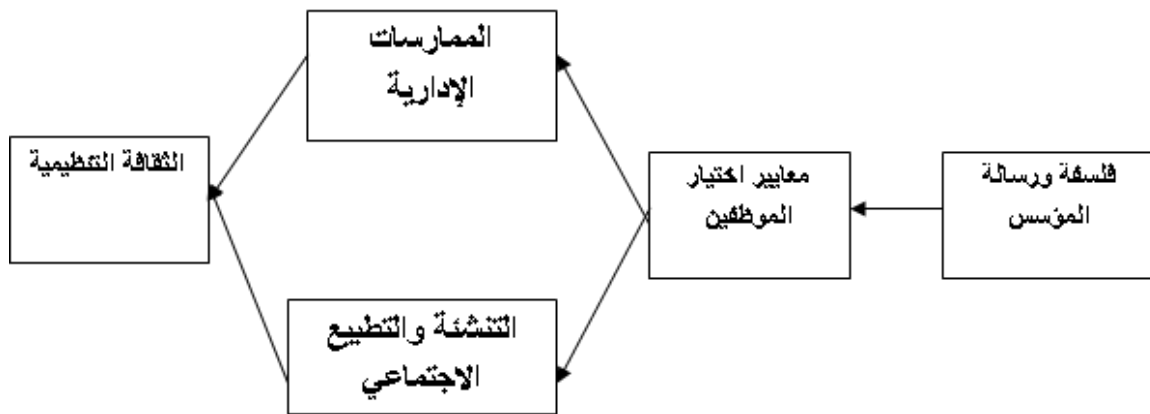 فلسفة ورسالة
المؤسس
معايير اختيار
الموظفين
الممارسات
الإدارية
التنشئة والتطبيع
الاجتماعي
الثقافة التنظيمية